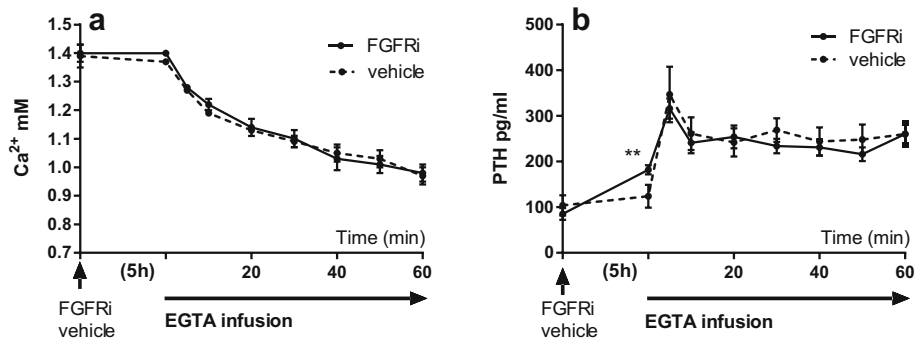 a
1.5
1.4
1.3
1.2
1.1
1.0
0.9
0.8
0.7
Ca2+ mM
FGFRi
vehicle
Time (min)
(5h)
20
40
60
FGFRi
vehicle
EGTA infusion
b
500
400
300
200
100
0
PTH pg/ml
FGFRi
vehicle
**
Time (min)
(5h)
0
20
40
60
FGFRi
vehicle
EGTA infusion